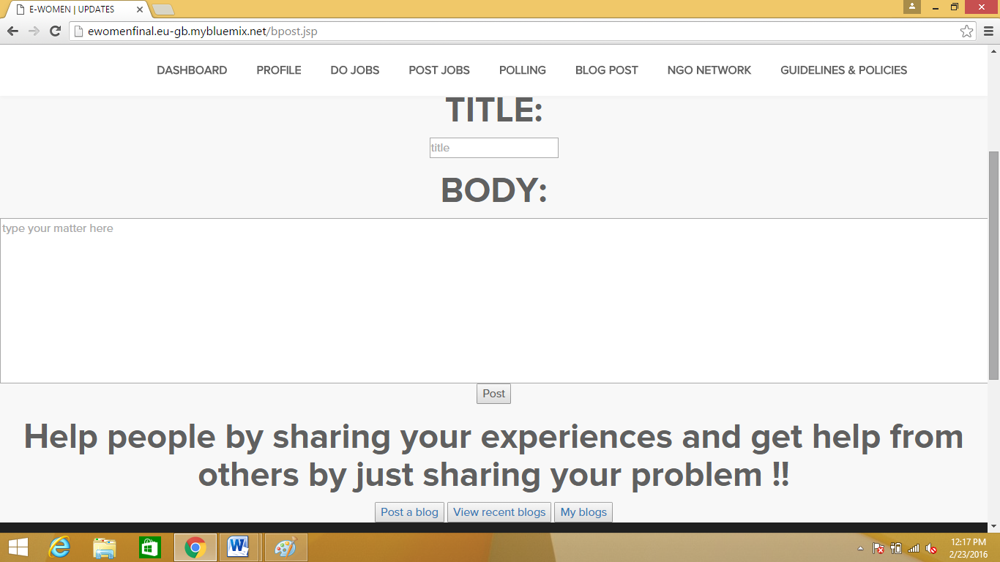 E-WOMEN | UPDATES
ewomenfinal.eu-gb.mybluemix.net/bpost.jsp
DASHBOARD PROFILE DO JOBS POST JOBS POLLING BLOG POST NGO NETWORK GUIDELINES & POLICIES
TITLE:
title
BODY:
type your matter here
Post
Help people by sharing your experiences and get help from
others by just sharing your problem !!
Post a blog View recent blogs My blogs
12:17 PM
2/23/2016